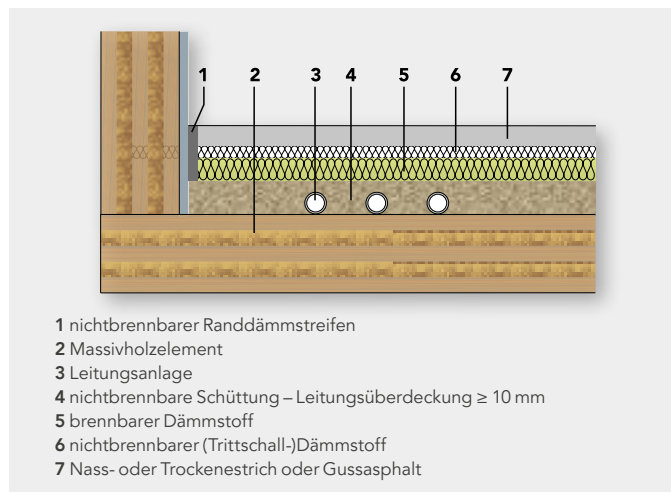 1 2 3 4 5 6 7
1 nichtbrennbarer Randdämmstreifen
2 Massivholzelement
3 Leitungsanlage
4 nichtbrennbare Schüttung – Leitungsüberdeckung ≥ 10 mm
5 brennbarer Dämmstoff
6 nichtbrennbarer (Trittschall-)Dämmstoff
7 Nass- oder Trockenestrich oder Gussasphalt